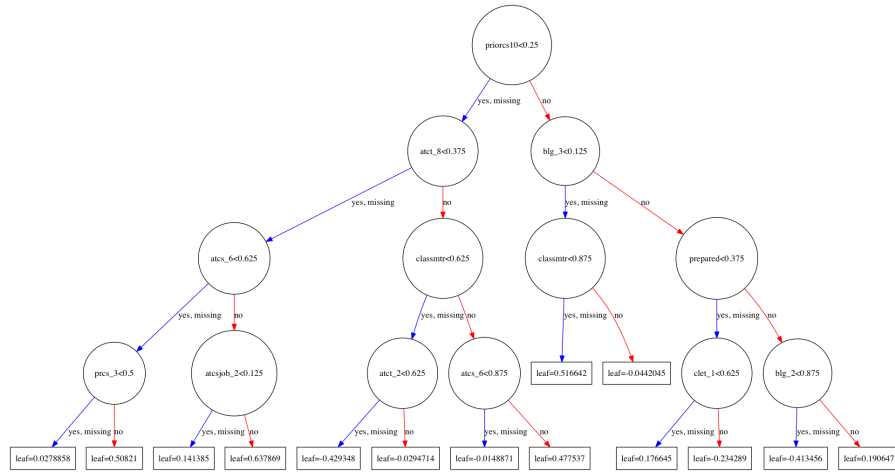 priorcs10<0.25
yes, missing
no
atct_8<0.375
blg_3<0.125
yes, missing
no
yes, missing
no
atcs_6<0.625
classmtr<0.625
classmtr<0.875
prepared<0.375
yes, missing
no
yes, missing
no
yes, missing
no
yes, missing
no
prcs_3<0.5
atcsjob_2<0.125
atct_2<0.625
atcs_6<0.875
leaf=0.516642
leaf=-0.0442045
clet_1<0.625
blg_2<0.875
yes, missing
no
yes, missing
no
yes, missing
no
yes, missing
no
yes, missing
no
yes, missing
no
leaf=0.0278858
leaf=0.50821
leaf=0.141385
leaf=0.637869
leaf=-0.429348
leaf=-0.0294714
leaf=-0.0148871
leaf=0.477537
leaf=0.176645
leaf=-0.234289
leaf=-0.413456
leaf=0.190647